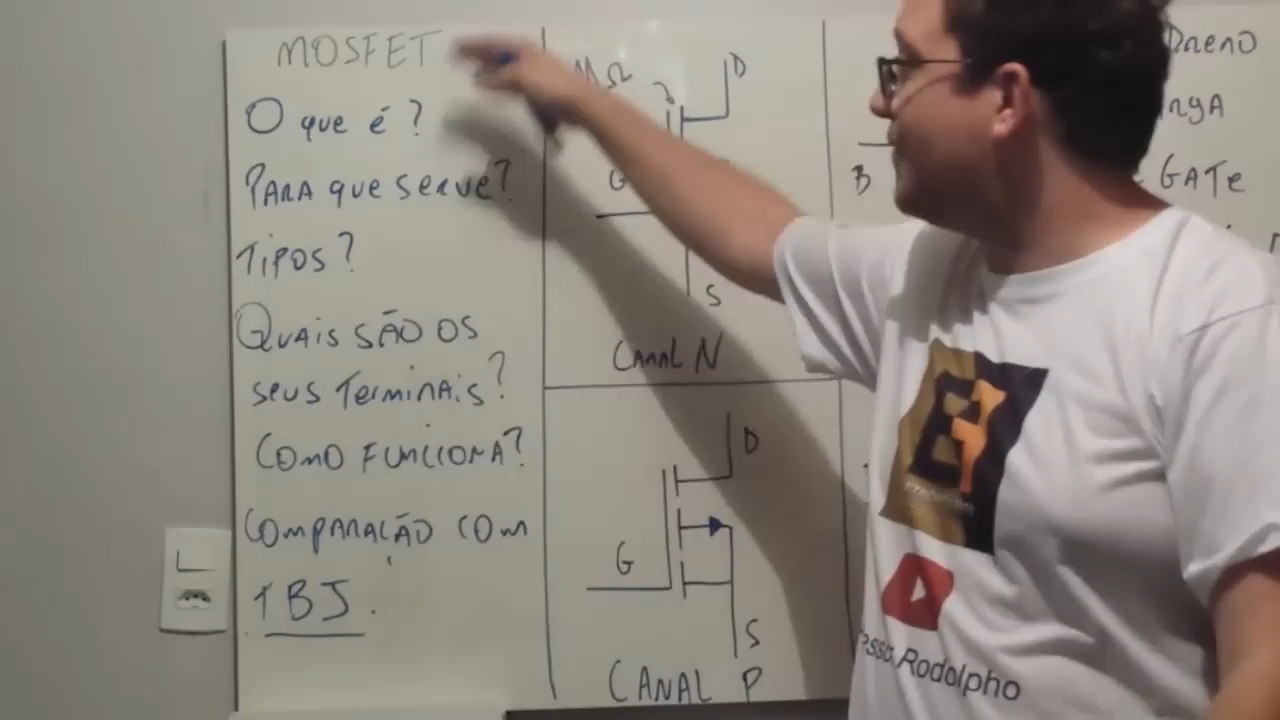 MOSFET
O que é?
PARA que serve?
TIPOS?
QUAIS SÃO OS
seus Terminais?
COMO FUNCIONA?
COMPARAÇÃO COM
TBJ.
MΩ
D
G
S
CANAL N
D
G
S
CANAL P
Dreno
B
GATE
Rodolpho